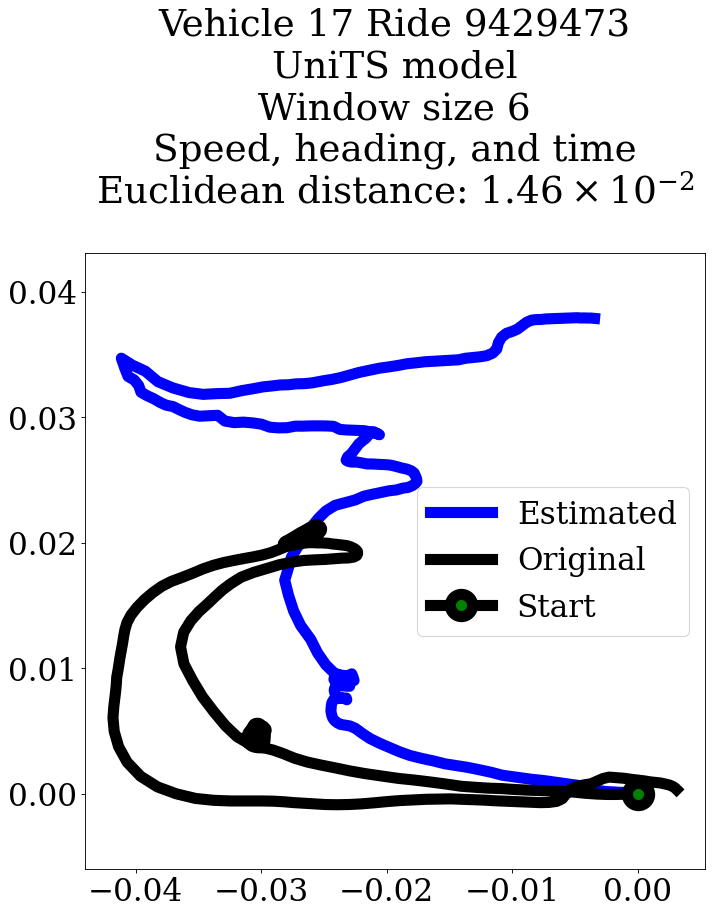 Vehicle 17 Ride 9429473
UniTS model
Window size 6
Speed, heading, and time
Euclidean distance: 1.46 × 10⁻²
0.04
0.03
0.02
0.01
0.00
Estimated
Original
Start
−0.04 −0.03 −0.02 −0.01 0.00